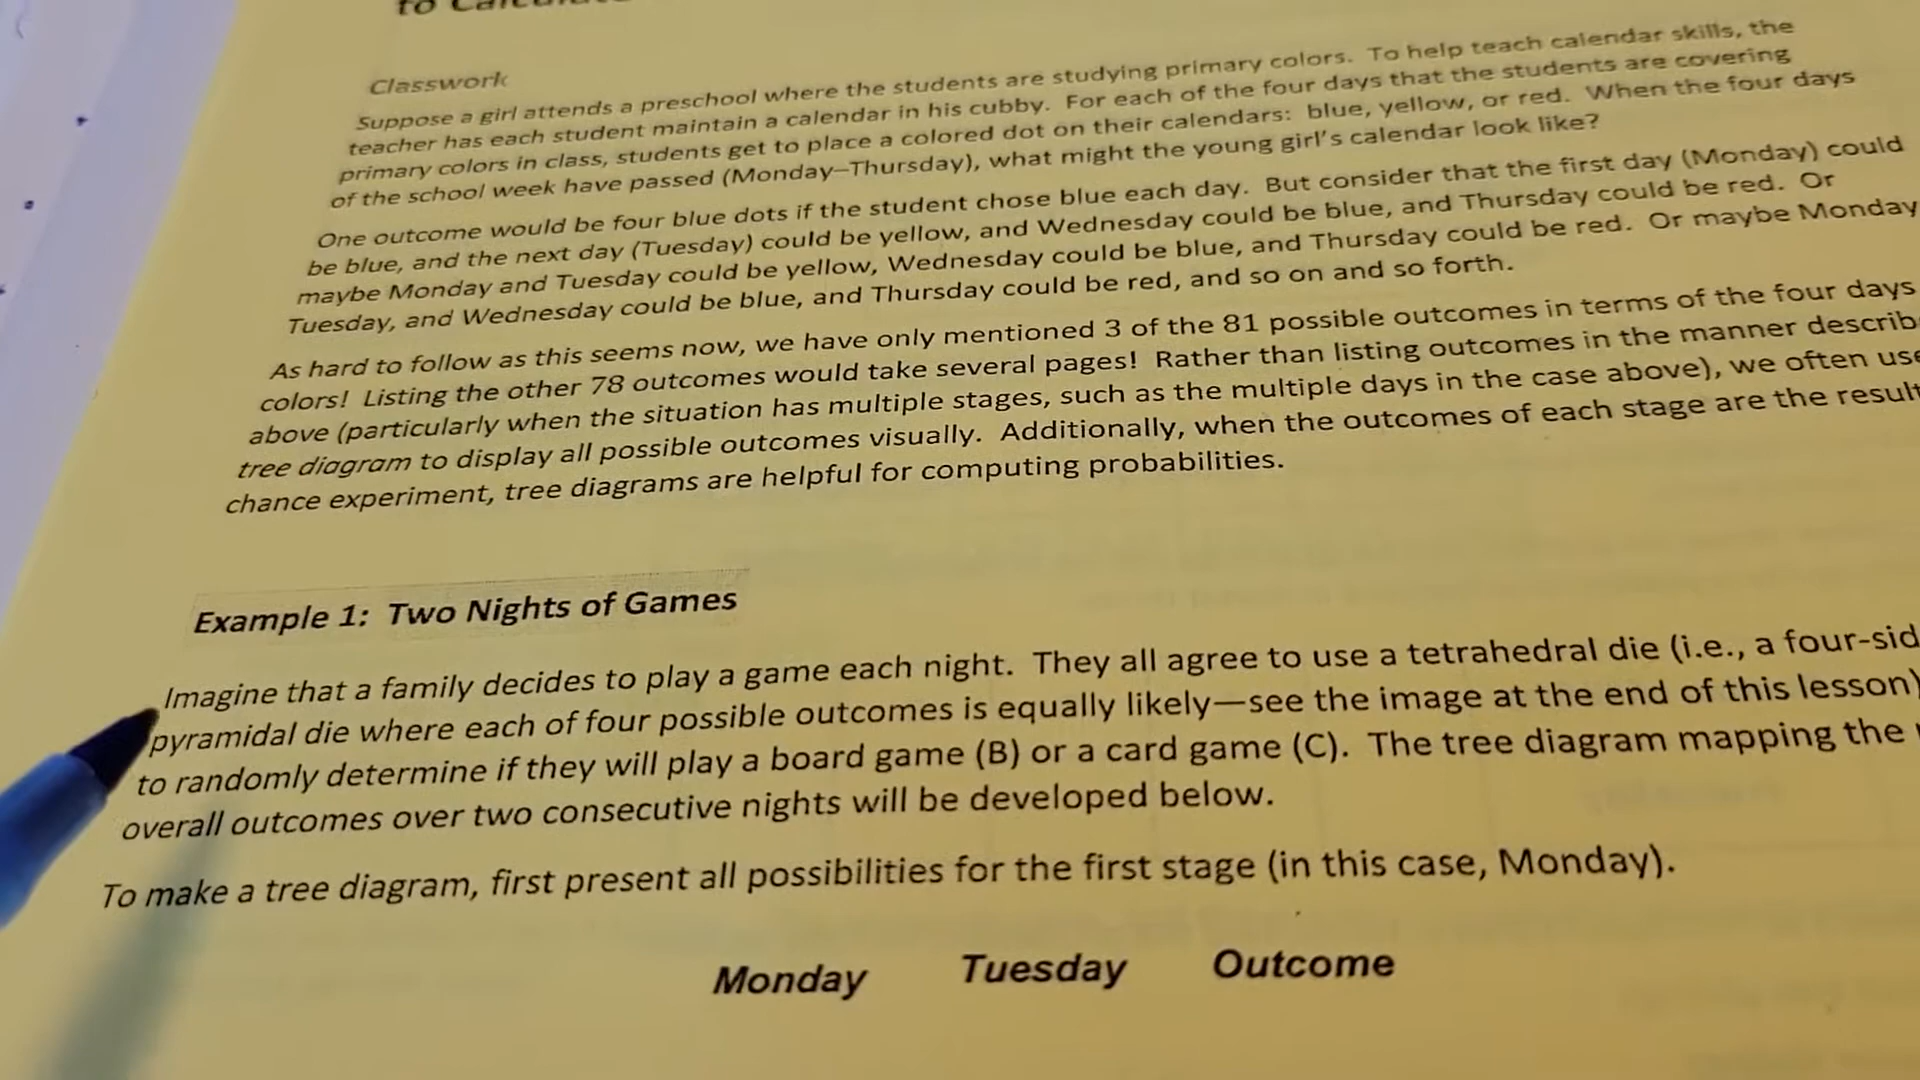 to
Classwork
Suppose a girl attends a preschool where the students are studying primary colors. To help teach calendar skills, the
teacher has each student maintain a calendar in his cubby. For each of the four days that the students are covering
primary colors in class, students get to place a colored dot on their calendars: blue, yellow, or red. When the four days
of the school week have passed (Monday–Thursday), what might the young girl's calendar look like?
One outcome would be four blue dots if the student chose blue each day. But consider that the first day (Monday) could
be blue, and the next day (Tuesday) could be yellow, and Wednesday could be blue, and Thursday could be red. Or
maybe Monday and Tuesday could be yellow, Wednesday could be blue, and Thursday could be red. Or maybe Monday
Tuesday, and Wednesday could be blue, and Thursday could be red, and so on and so forth.
As hard to follow as this seems now, we have only mentioned 3 of the 81 possible outcomes in terms of the four days
colors! Listing the other 78 outcomes would take several pages! Rather than listing outcomes in the manner describ
above (particularly when the situation has multiple stages, such as the multiple days in the case above), we often use
tree diagram to display all possible outcomes visually. Additionally, when the outcomes of each stage are the result
chance experiment, tree diagrams are helpful for computing probabilities.
Example 1: Two Nights of Games
Imagine that a family decides to play a game each night. They all agree to use a tetrahedral die (i.e., a four-sid
pyramidal die where each of four possible outcomes is equally likely—see the image at the end of this lesson)
to randomly determine if they will play a board game (B) or a card game (C). The tree diagram mapping the
overall outcomes over two consecutive nights will be developed below.
To make a tree diagram, first present all possibilities for the first stage (in this case, Monday).
Monday Tuesday Outcome